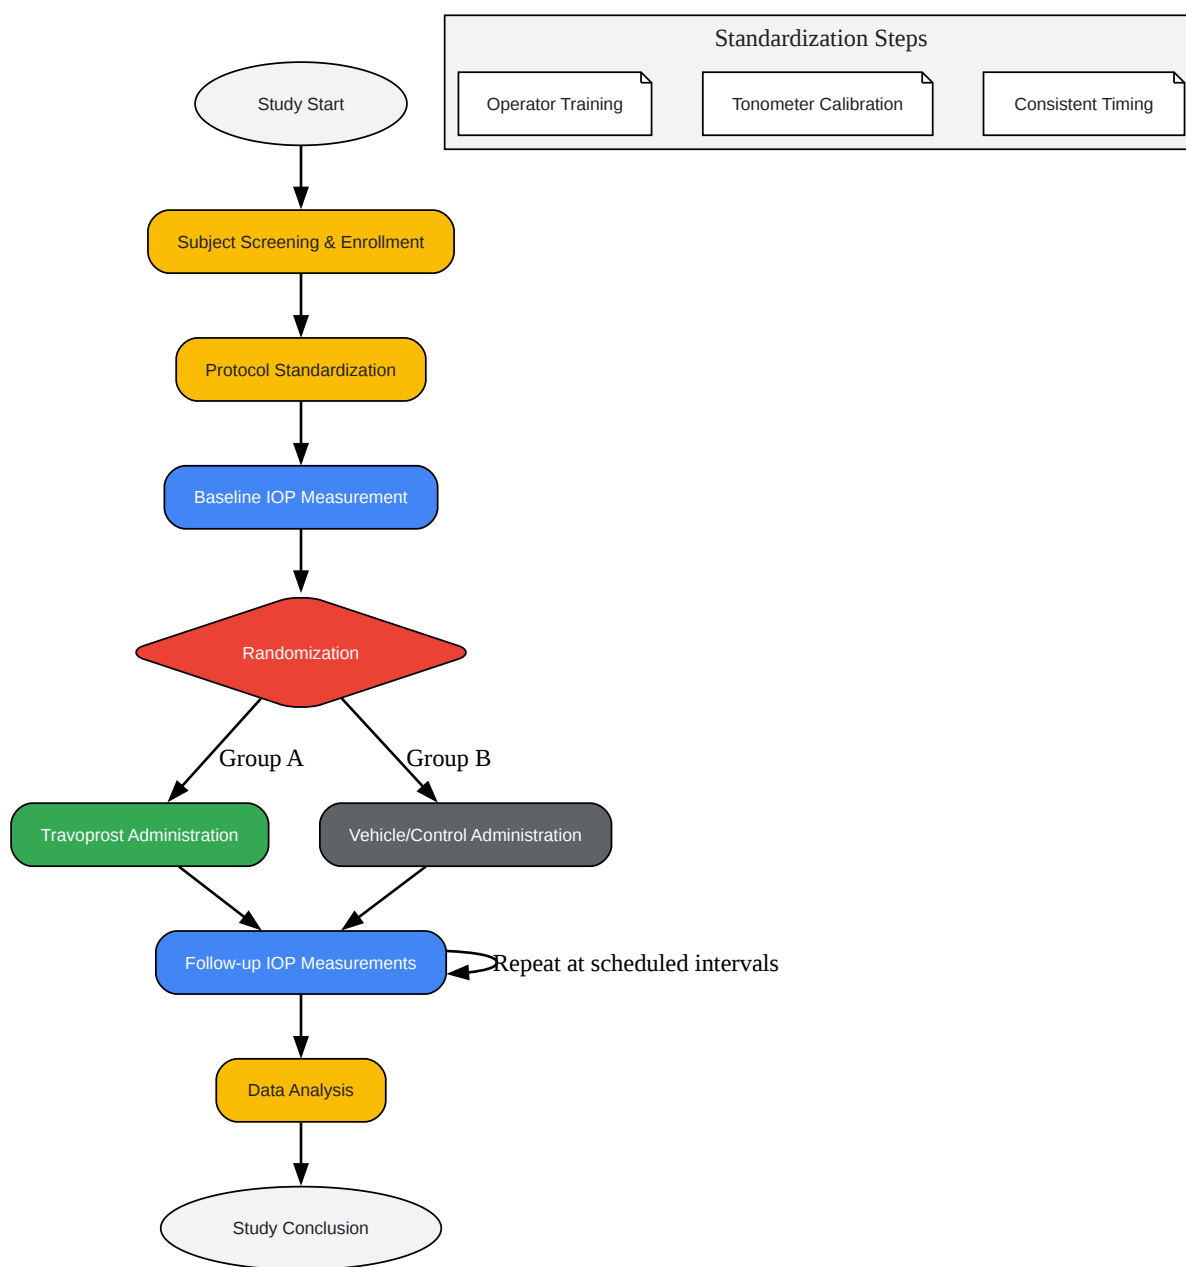 Standardization Steps
Study Start
Operator Training
Tonometer Calibration
Consistent Timing
Subject Screening & Enrollment
Protocol Standardization
Baseline IOP Measurement
Randomization
Group A
Group B
Travoprost Administration
Vehicle/Control Administration
Follow-up IOP Measurements
Repeat at scheduled intervals
Data Analysis
Study Conclusion